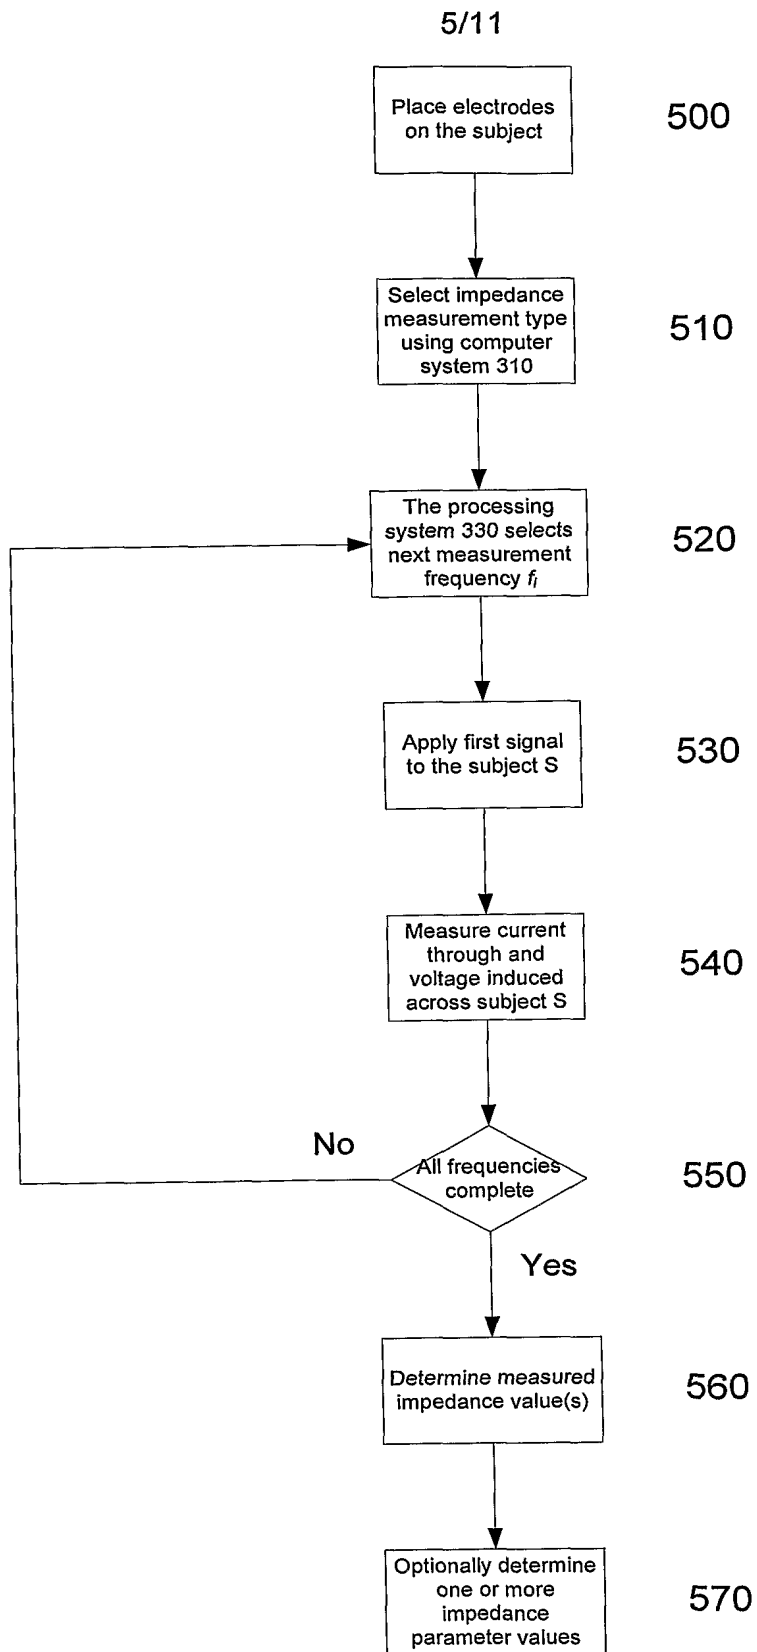 5/11
Place electrodes
on the subject
500
Select impedance
measurement type
using computer
system 310
510
The processing
system 330 selects
next measurement
frequency fi
520
Apply first signal
to the subject S
530
Measure current
through and
voltage induced
across subject S
540
No
All frequencies
complete
550
Yes
Determine measured
impedance value(s)
560
Optionally determine
one or more
impedance
parameter values
570